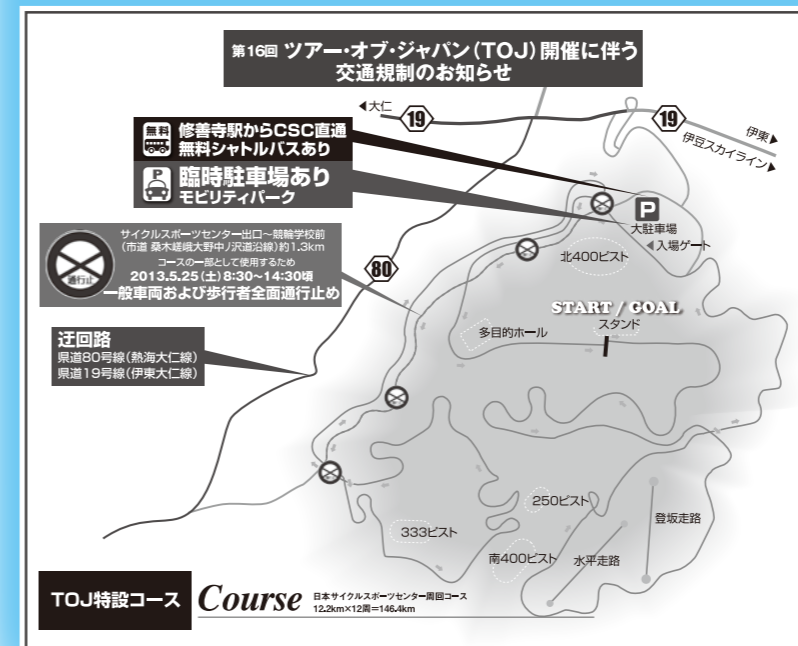 第16回 ツアー・オブ・ジャパン(TOJ)開催に伴う
交通規制のお知らせ
◀大仁
19
19
伊東▶
伊豆スカイライン▶
無料
修善寺駅からCSC直通
無料シャトルバスあり
P
臨時駐車場あり
モビリティパーク
P
大駐車場
◀入場ゲート
北400ピスト
通行止
サイクルスポーツセンター出口~競輪学校前
(市道 桑木嵯峨大野中ノ沢道沿線)約1.3km
コースの一部として使用するため
2013.5.25(土)8:30~14:30頃
一般車両および歩行者全面通行止め
80
START / GOAL
スタンド
多目的ホール
迂回路
県道80号線(熱海大仁線)
県道19号線(伊東大仁線)
250ピスト
登坂走路
333ピスト
南400ピスト
水平走路
TOJ特設コース
Course
日本サイクルスポーツセンター周回コース
12.2km×12周=146.4km